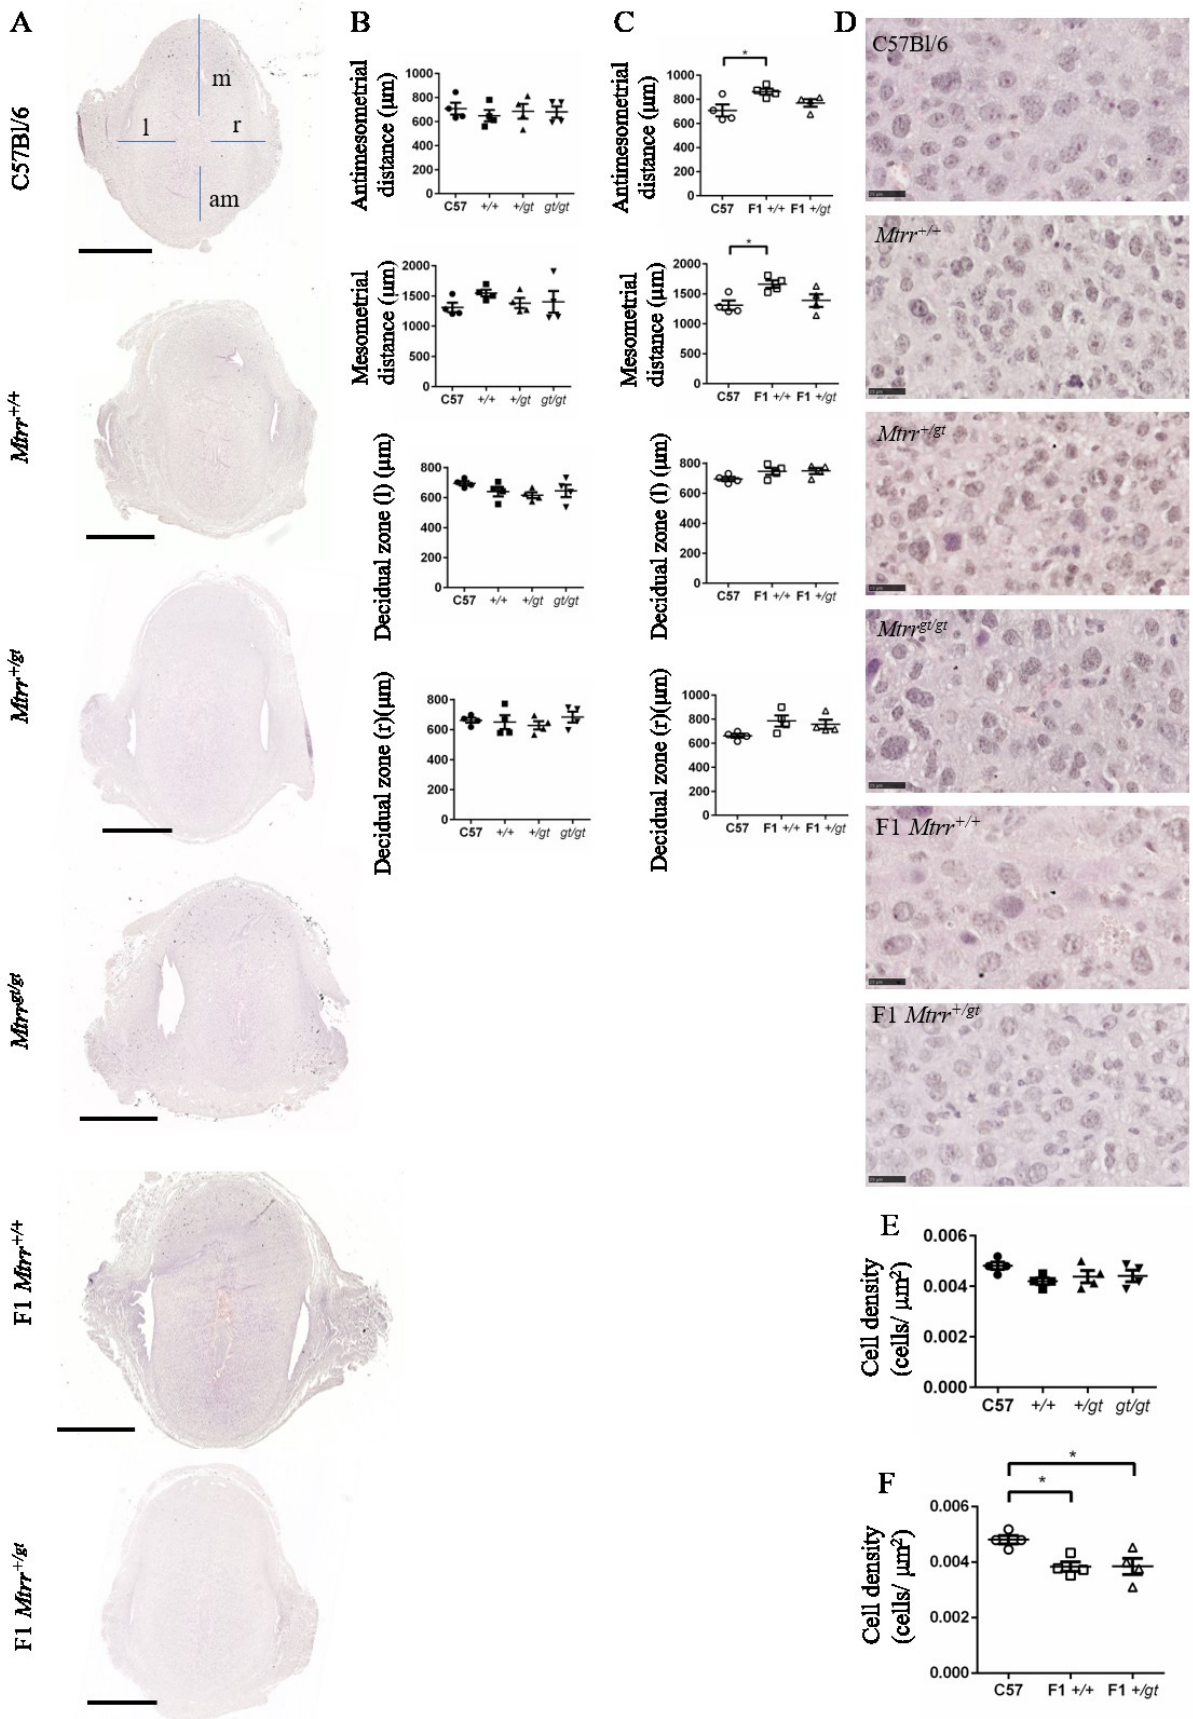 A
B
C
D
C57Bl/6
m
l
r
am
Mtrr+/+
Mtrr+/gt
Mtrrgt/gt
F1 Mtrr+/+
F1 Mtrr+/gt
Antimesometrial
distance (μm)
1000
800
600
400
200
0
C57 +/+ +/gt gt/gt
Mesometrial
distance (μm)
2000
1500
1000
500
0
C57 +/+ +/gt gt/gt
Decidual zone (l) (μm)
800
600
400
200
0
C57 +/+ +/gt gt/gt
Decidual zone (r)(μm)
800
600
400
200
0
C57 +/+ +/gt gt/gt
Antimesometrial
distance (μm)
*
1000
800
600
400
200
0
C57 F1 +/+ F1 +/gt
Mesometrial
distance (μm)
*
2000
1500
1000
500
0
C57 F1 +/+ F1 +/gt
Decidual zone (l) (μm)
800
600
400
200
0
C57 F1 +/+ F1 +/gt
Decidual zone (r)(μm)
1000
800
600
400
200
0
C57 F1 +/+ F1 +/gt
C57Bl/6
Mtrr+/+
Mtrr+/gt
Mtrrgt/gt
F1 Mtrr+/+
F1 Mtrr+/gt
E
Cell density
(cells/ μm2)
0.006
0.004
0.002
0.000
C57 +/+ +/gt gt/gt
F
Cell density
(cells/ μm2)
*
*
0.006
0.004
0.002
0.000
C57 F1 +/+ F1 +/gt